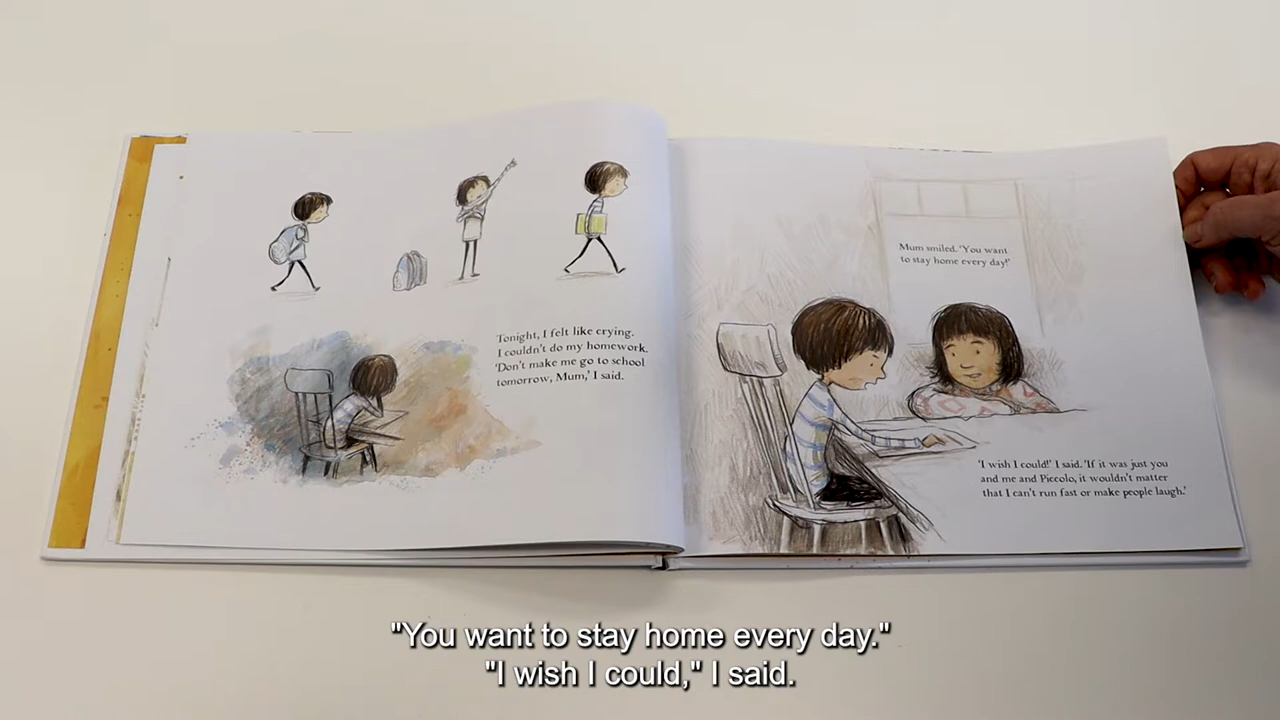 Tonight, I felt like crying.
I couldn't do my homework.
'Don't make me go to school
tomorrow, Mum,' I said.
Mum smiled. 'You want
to stay home every day!'
'I wish I could!' I said. 'If it was just you
and me and Piccolo, it wouldn't matter
that I can't run fast or make people laugh.'
"You want to stay home every day."
"I wish I could," I said.